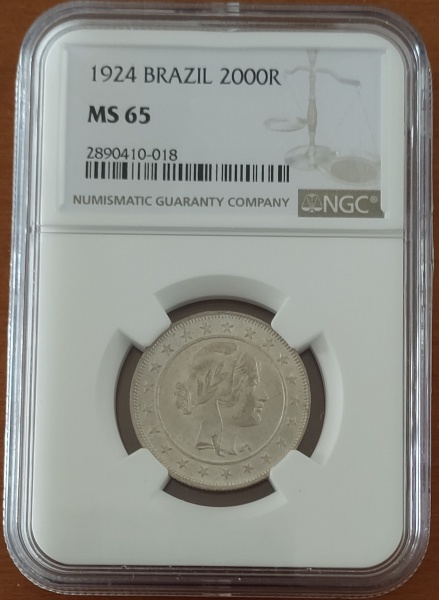 1924 BRAZIL 2000R
MS 65
2890410-018
NUMISMATIC GUARANTY COMPANY NGC®